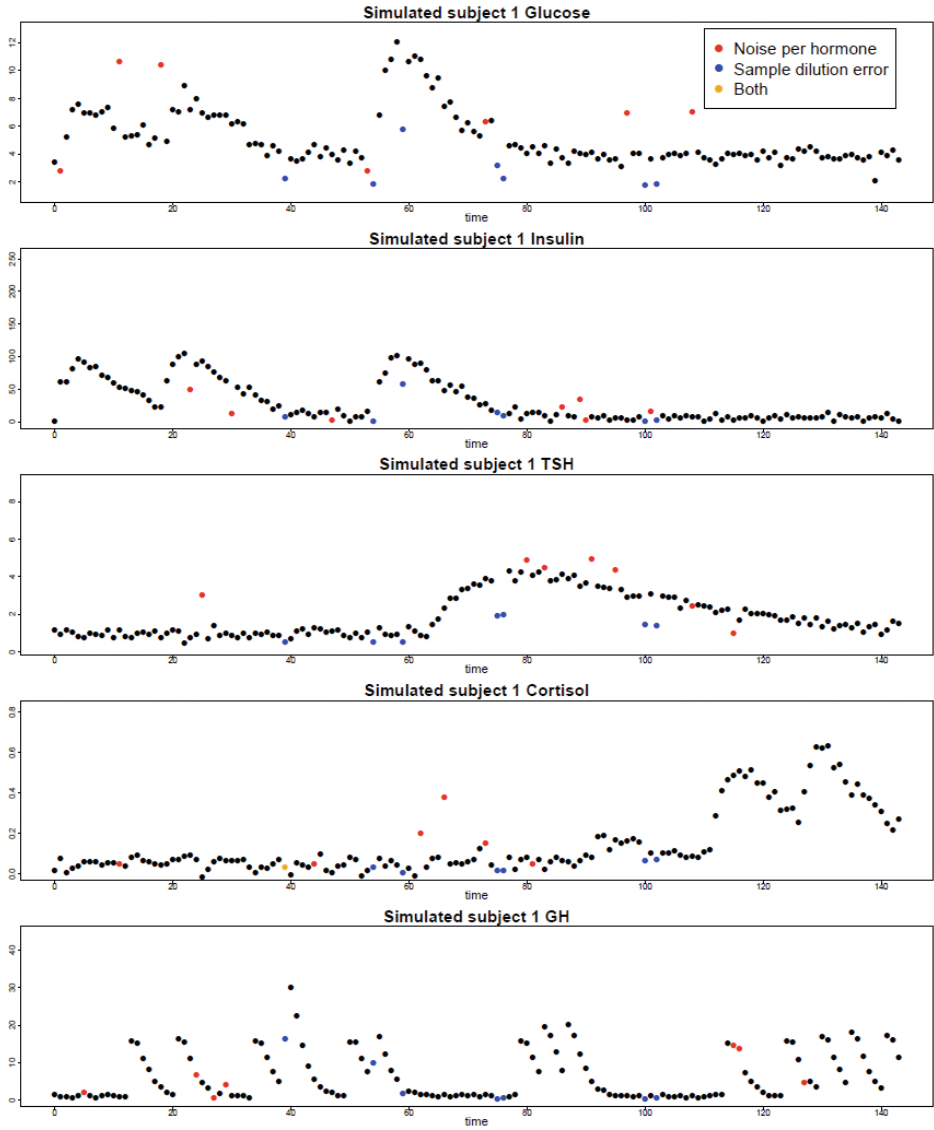 Simulated subject 1 Glucose
12
10
8
6
4
2
Noise per hormone
Sample dilution error
Both
0 20 40 60 80 100 120 140
time
Simulated subject 1 Insulin
250
200
150
100
50
0
0 20 40 60 80 100 120 140
time
Simulated subject 1 TSH
8
6
4
2
0
0 20 40 60 80 100 120 140
time
Simulated subject 1 Cortisol
0.8
0.6
0.4
0.2
0.0
0 20 40 60 80 100 120 140
time
Simulated subject 1 GH
40
30
20
10
0
0 20 40 60 80 100 120 140
time